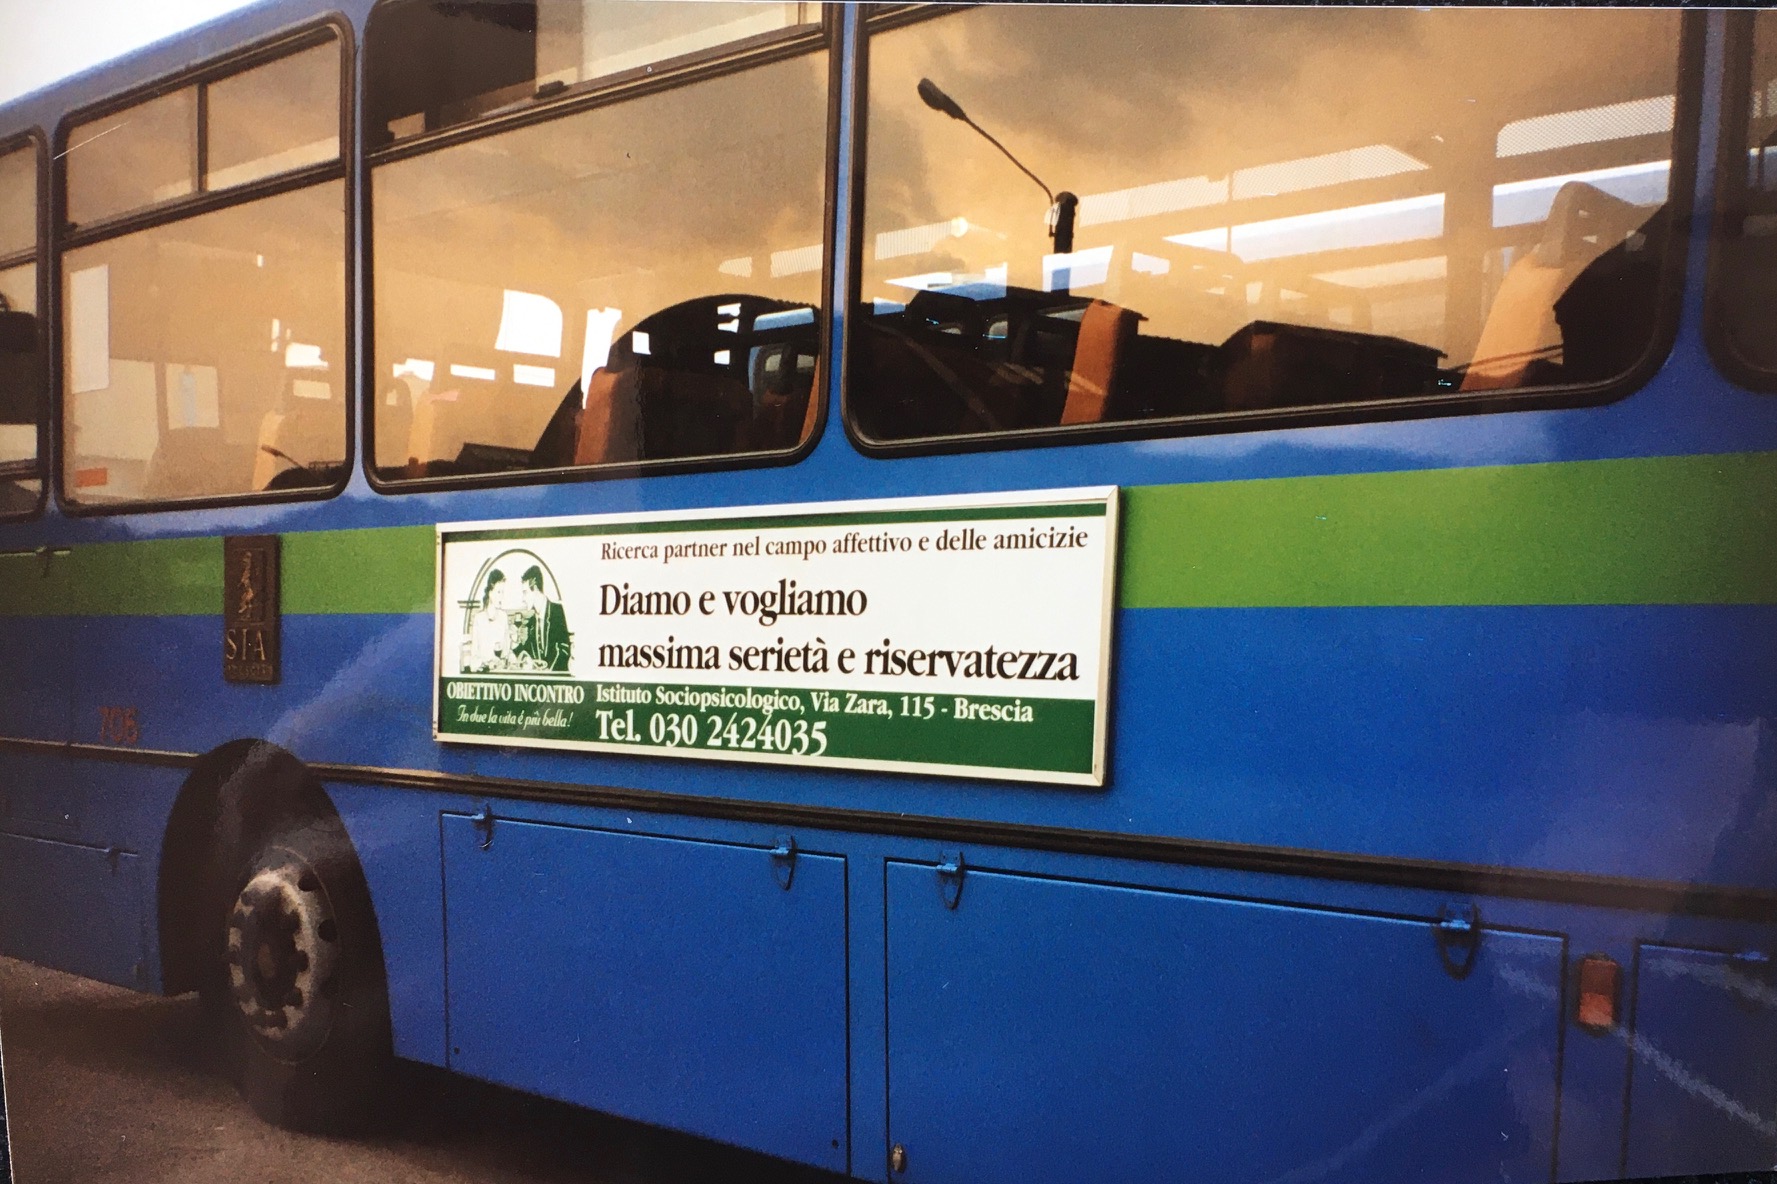 Ricerca partner nel campo affettivo e delle amicizie
Diamo e vogliamo
massima serietà e riservatezza
OBIETTIVO INCONTRO
In due la vita è più bella!
Istituto Sociopsicologico, Via Zara, 115 - Brescia
Tel. 030 2424035
S·I·A
706